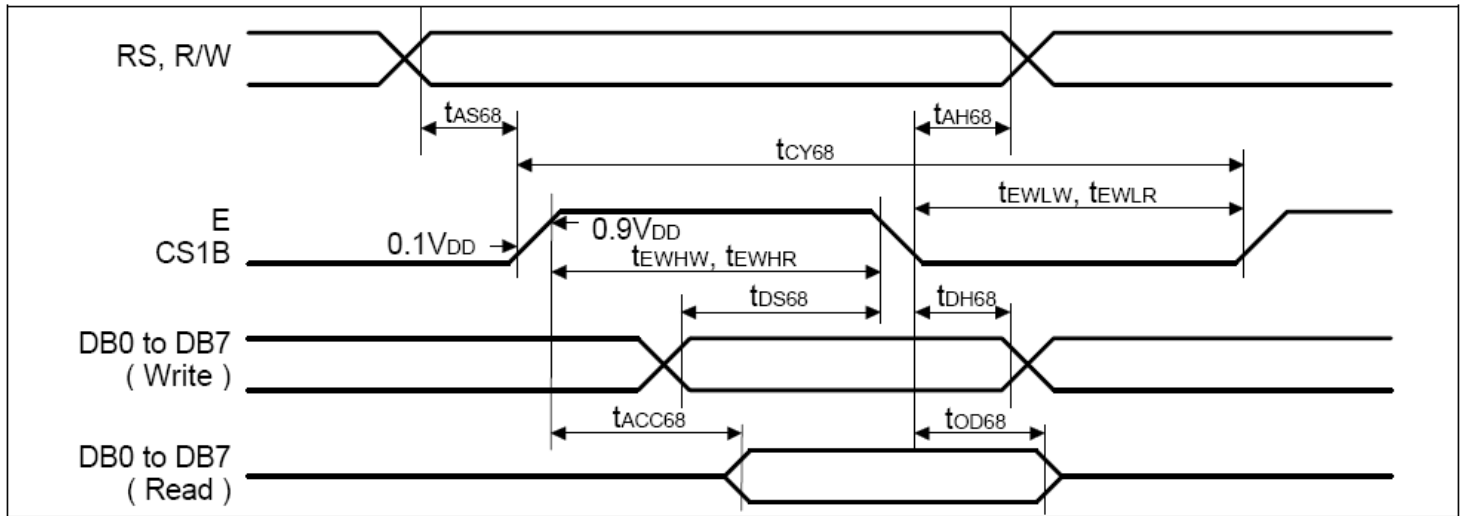 RS, R/W
tAS68
tAH68
tCY68
tEWLW, tEWLR
E
CS1B
0.1VDD
0.9VDD
tEWHW, tEWHR
tDS68
tDH68
DB0 to DB7
( Write )
tACC68
tOD68
DB0 to DB7
( Read )